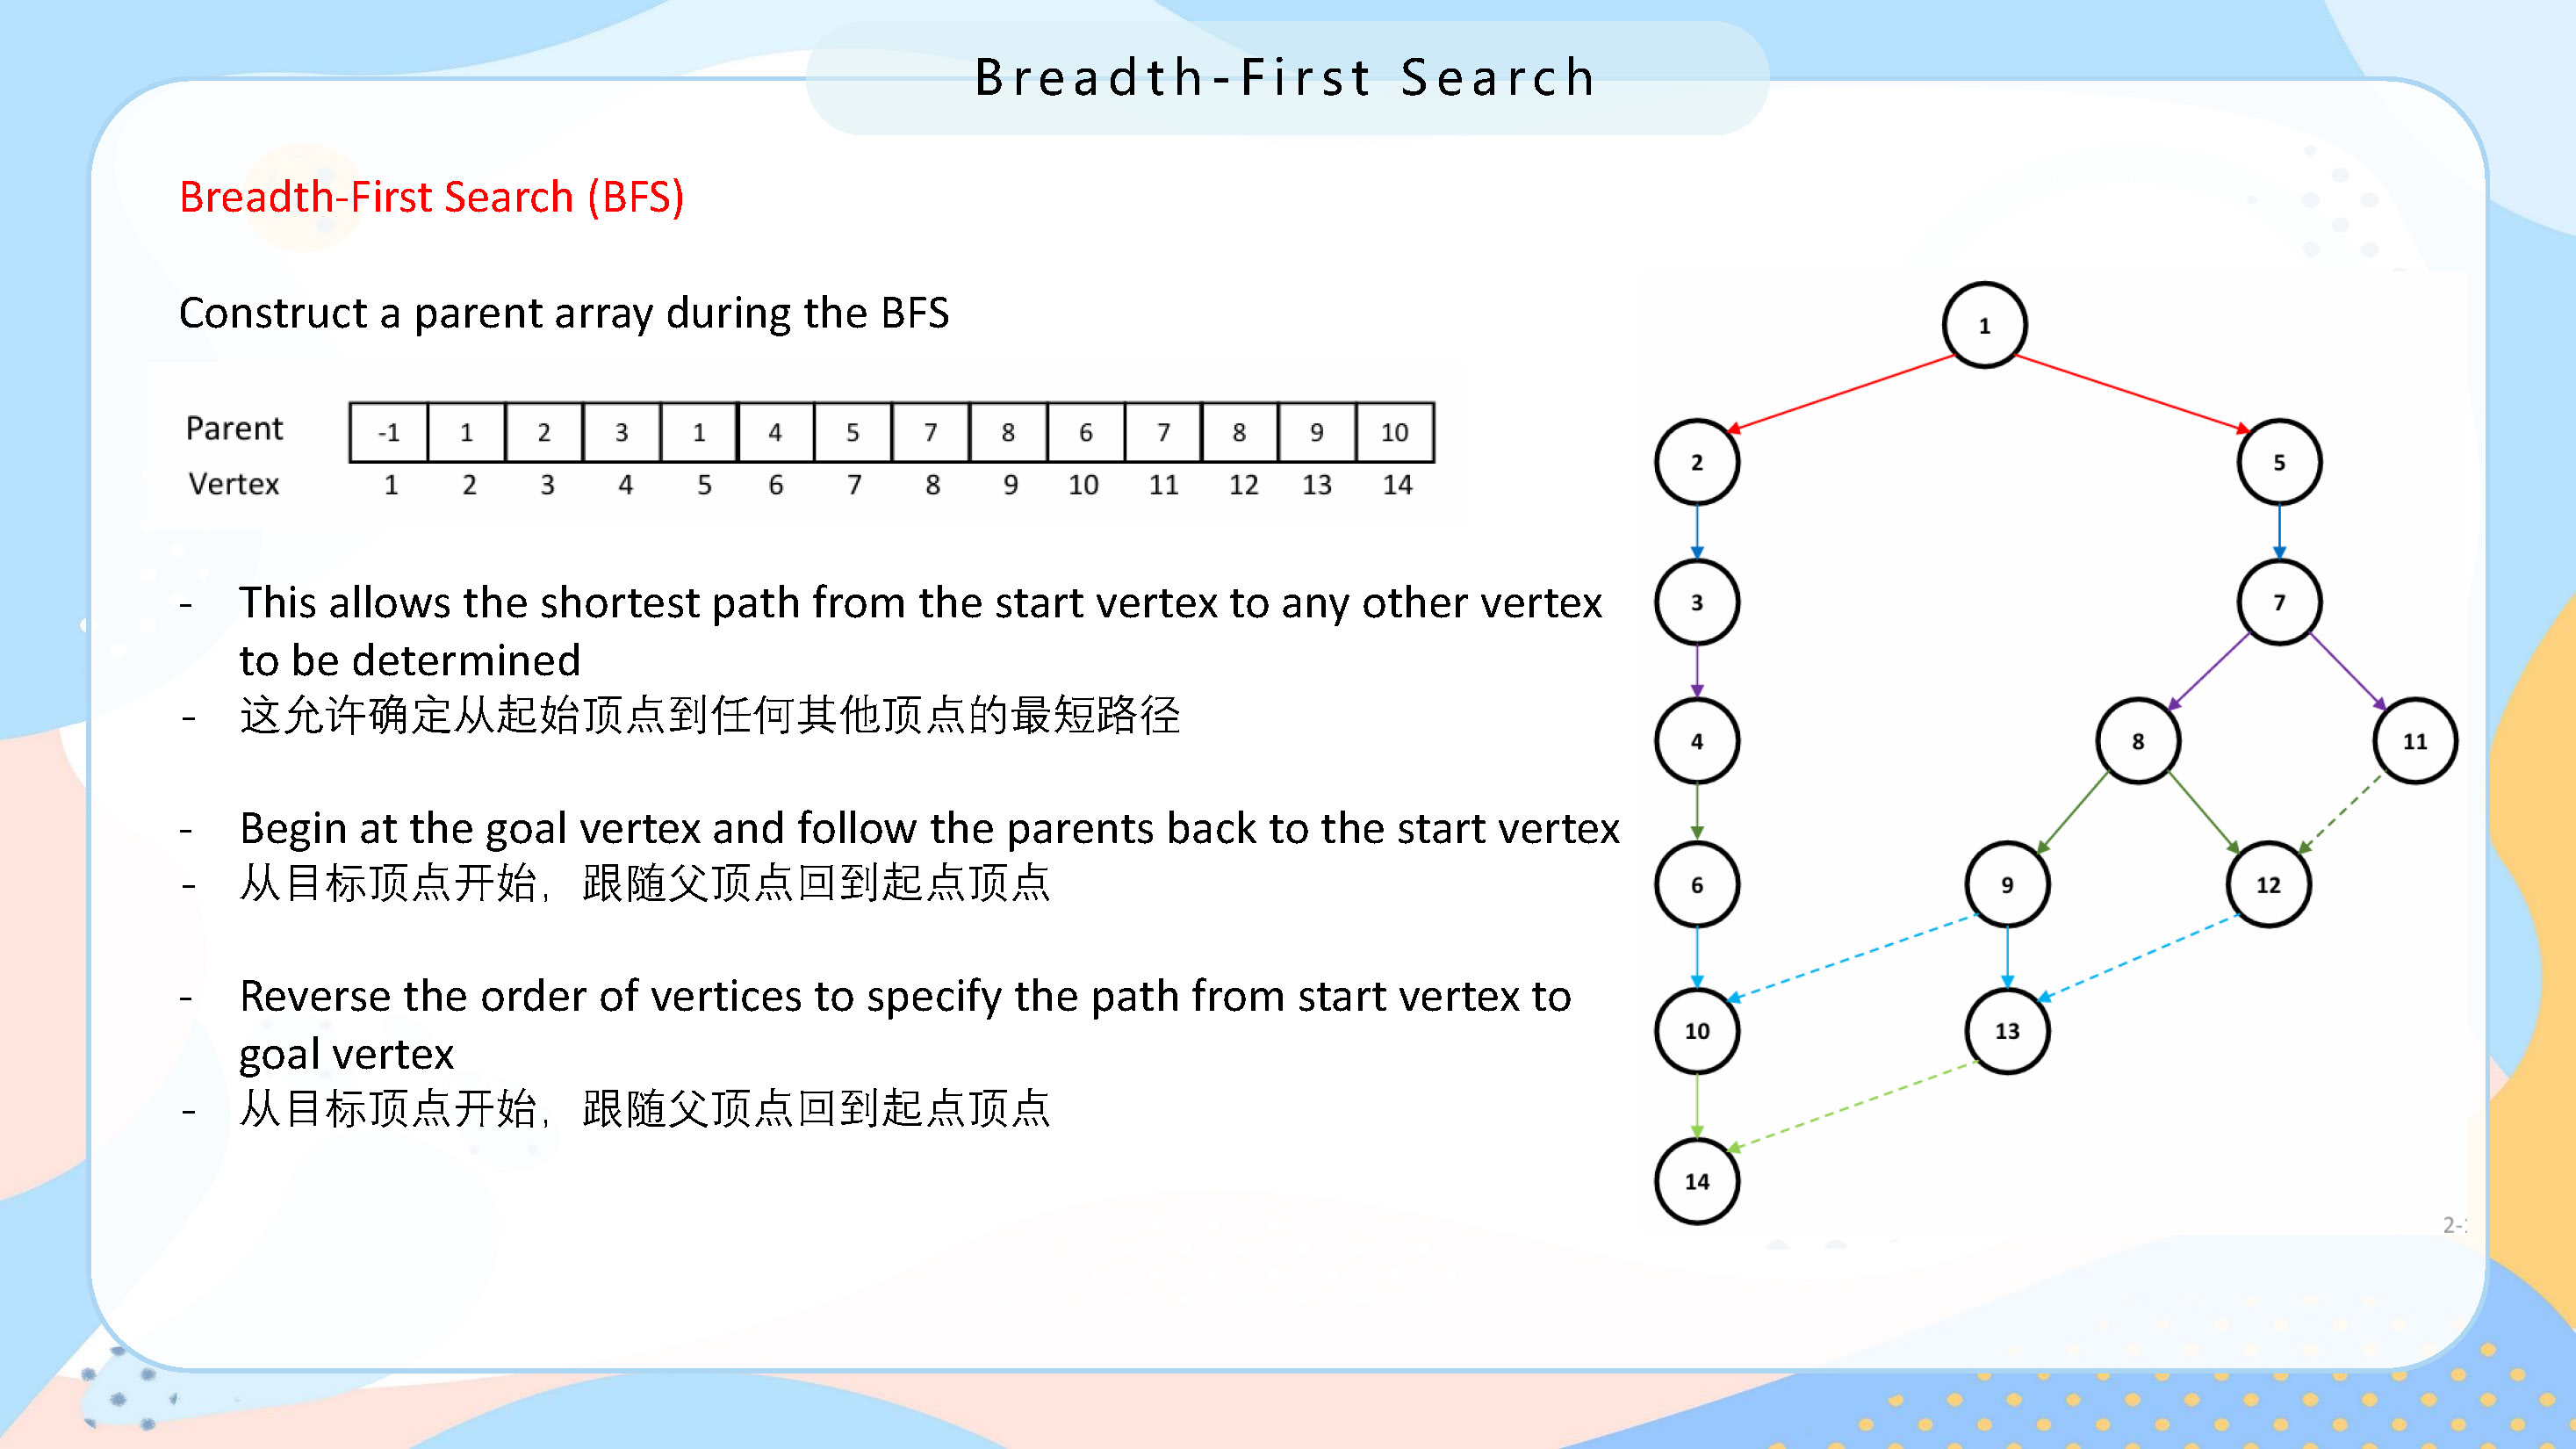 Breadth-First Search
Breadth-First Search (BFS)
Construct a parent array during the BFS
Parent -1 1 2 3 1 4 5 7 8 6 7 8 9 10
Vertex 1 2 3 4 5 6 7 8 9 10 11 12 13 14
- This allows the shortest path from the start vertex to any other vertex
to be determined
- 这允许确定从起始顶点到任何其他顶点的最短路径
- Begin at the goal vertex and follow the parents back to the start vertex
- 从目标顶点开始，跟随父顶点回到起点顶点
- Reverse the order of vertices to specify the path from start vertex to
goal vertex
- 从目标顶点开始，跟随父顶点回到起点顶点
1
2 5
3 7
4 8 11
6 9 12
10 13
14